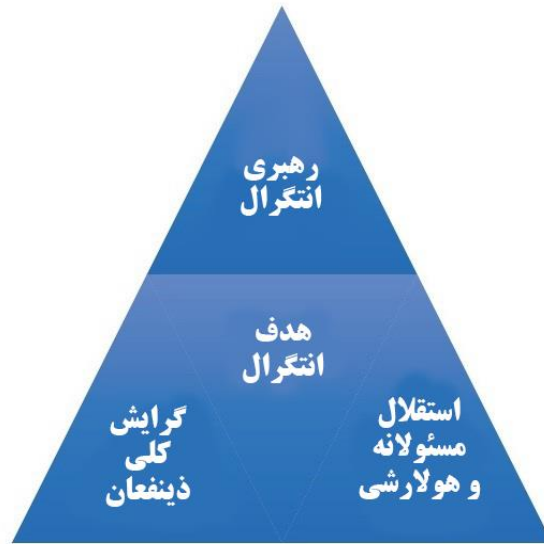 رهبری
انتگرال
هدف
انتگرال
استقلال
مسئولانه
و هولارشی
گرایش
کلی
ذینفعان